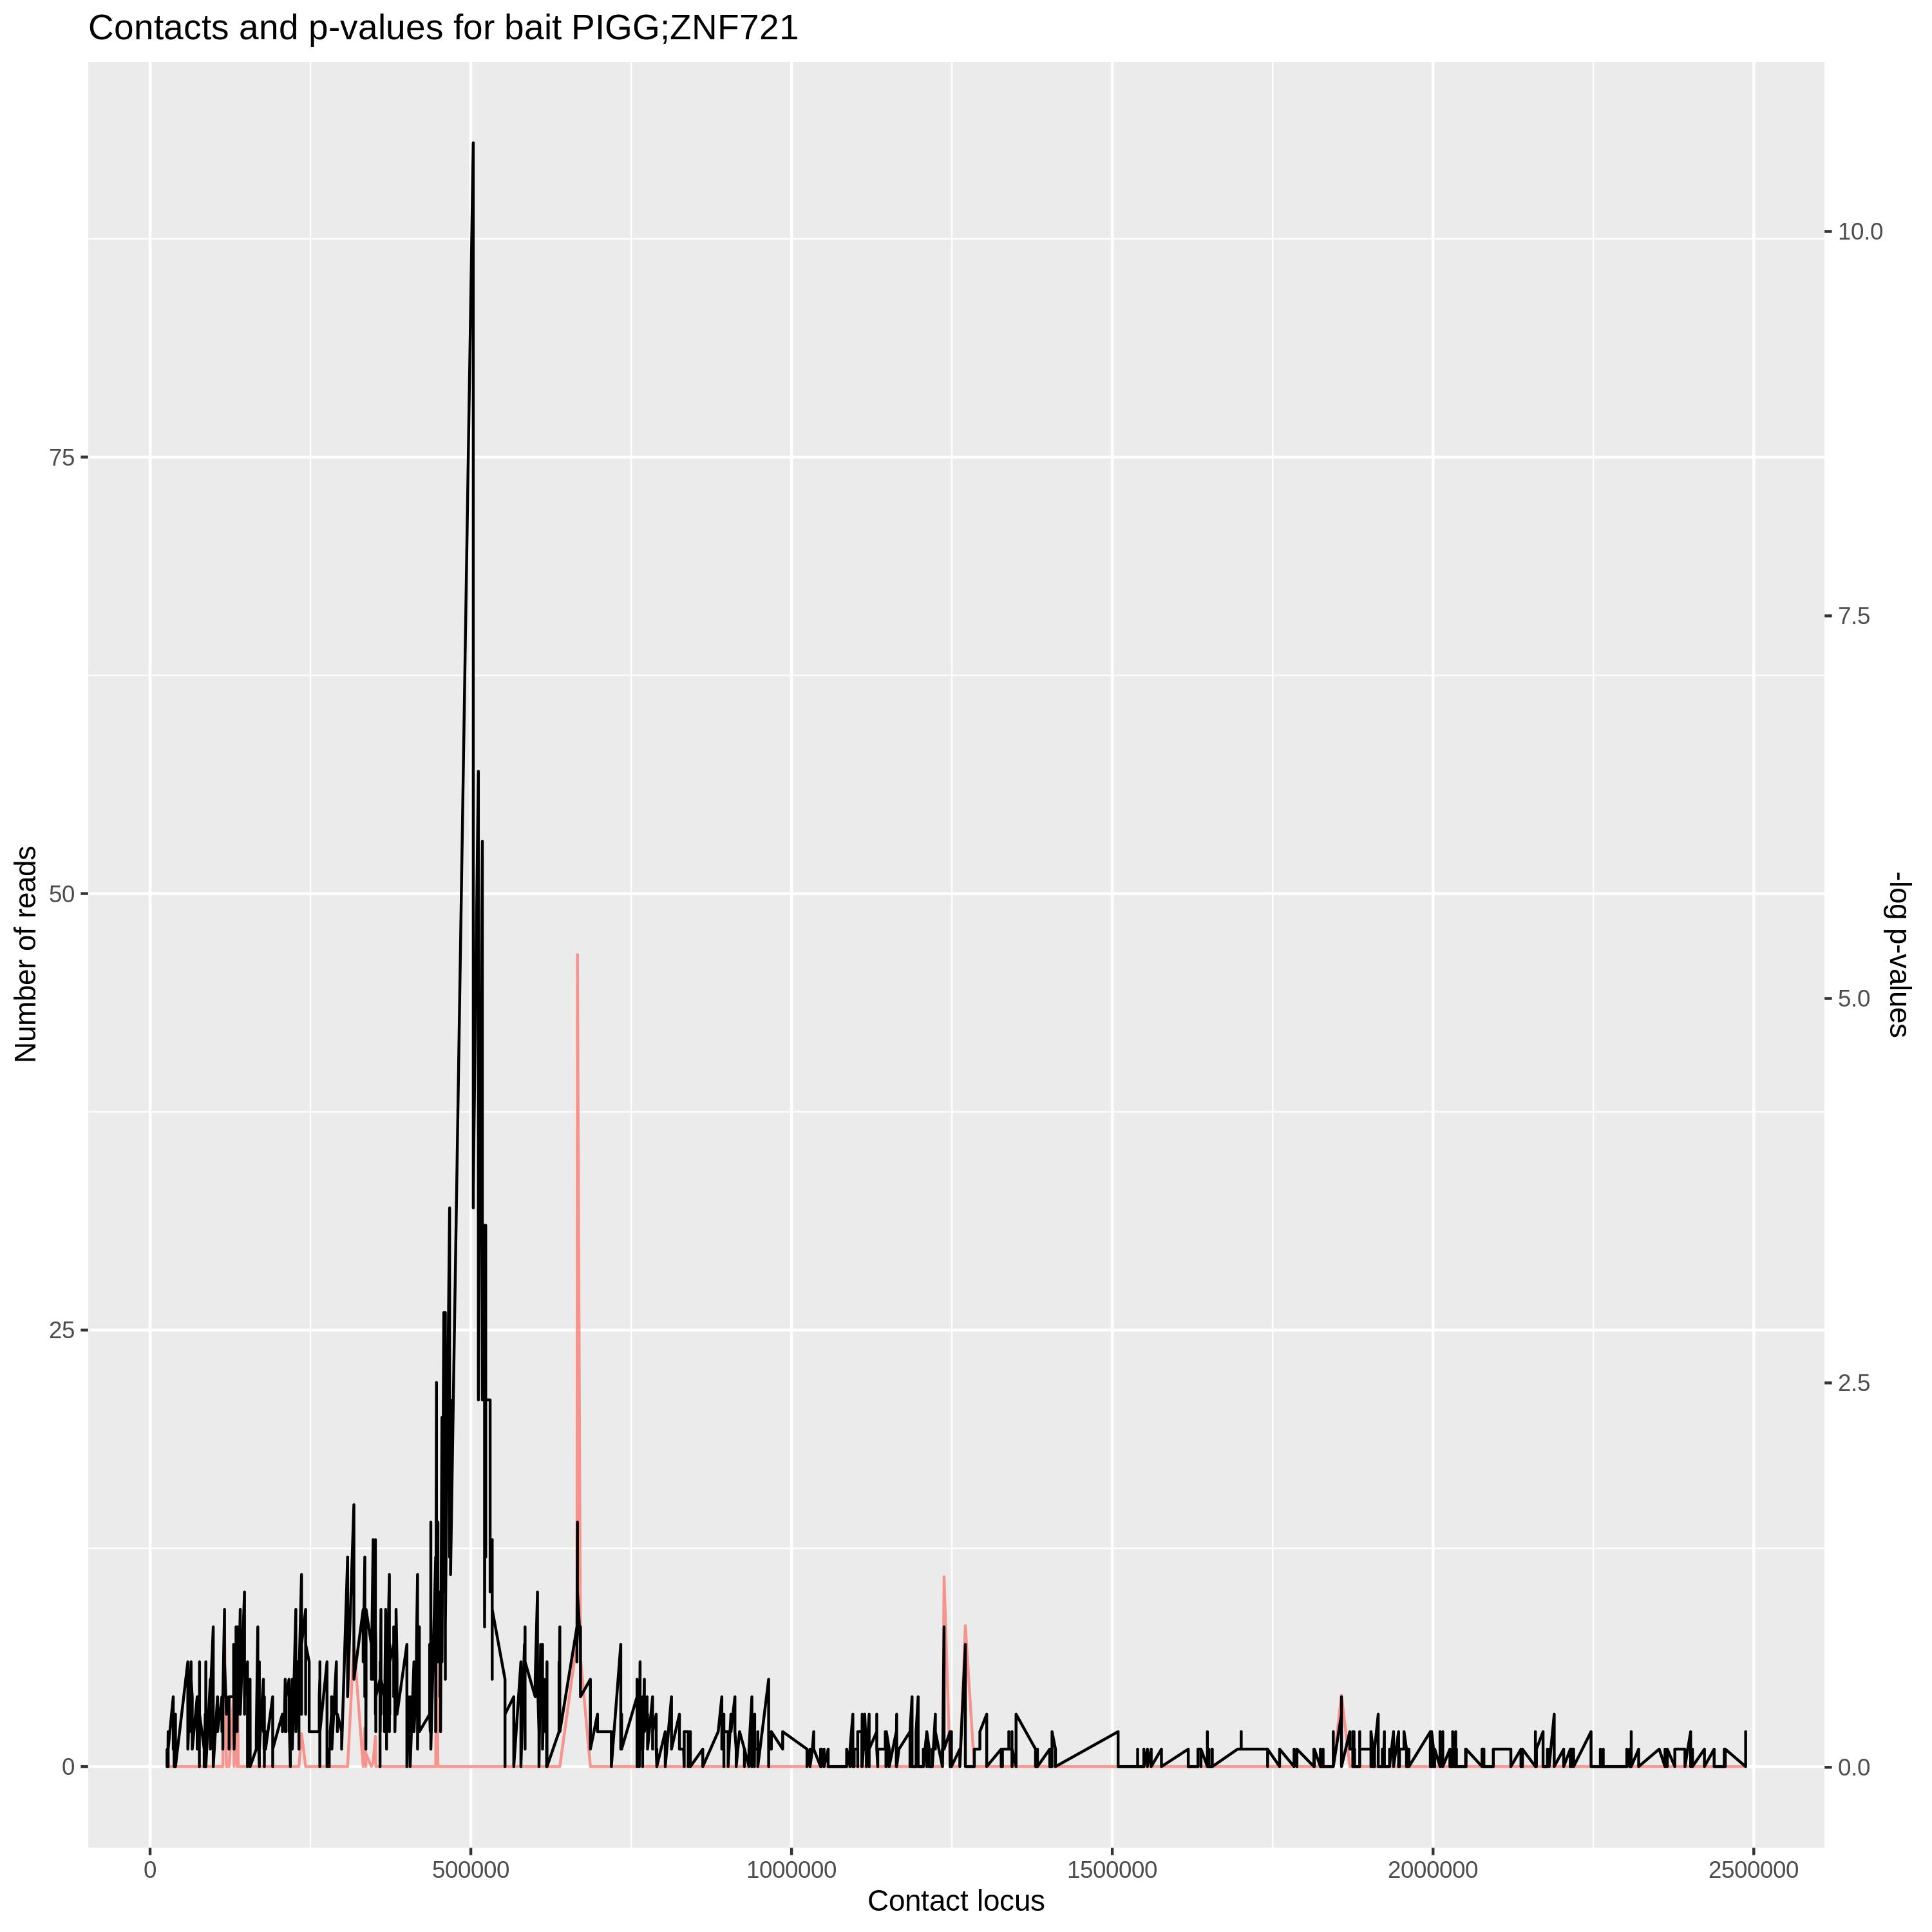 Contacts and p-values for bait PIGG;ZNF721
Number of reads
75
50
25
0
10.0
7.5
5.0
2.5
0.0
-log p-values
0 500000 1000000 1500000 2000000 2500000
Contact locus